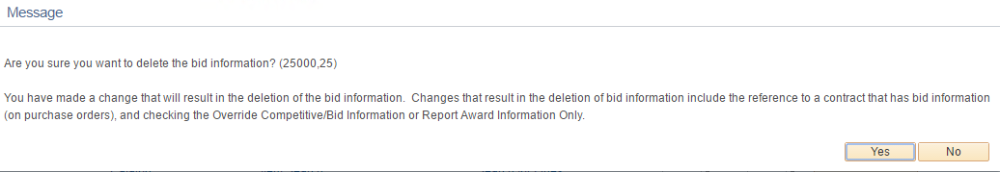 Message
Are you sure you want to delete the bid information? (25000,25)
You have made a change that will result in the deletion of the bid information.  Changes that result in the deletion of bid information include the reference to a contract that has bid information
(on purchase orders), and checking the Override Competitive/Bid Information or Report Award Information Only.
Yes No